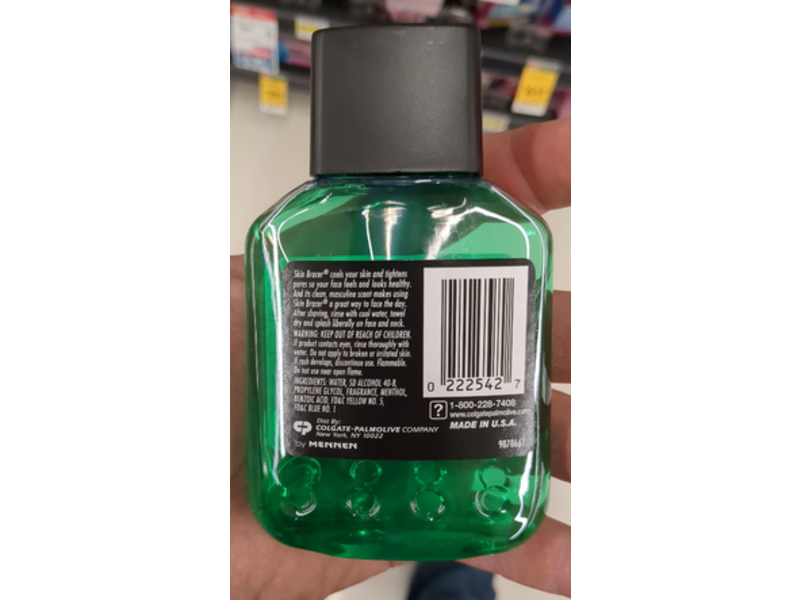 Skin Bracer® cools your skin and tightens
pores so your face feels and looks healthy.
And its clean, masculine scent makes using
Skin Bracer® a great way to face the day.
After shaving, rinse with cool water, towel
dry and splash liberally on face and neck.
WARNING: KEEP OUT OF REACH OF CHILDREN.
If product contacts eyes, rinse thoroughly with
water. Do not apply to broken or irritated skin.
If rash develops, discontinue use. Flammable.
Do not use near open flame.
INGREDIENTS: WATER, SD ALCOHOL 40-B,
PROPYLENE GLYCOL, FRAGRANCE, MENTHOL,
BENZOIC ACID, FD&C YELLOW NO. 5,
FD&C BLUE NO. 1
CP
Dist By:
COLGATE-PALMOLIVE COMPANY
New York, NY 10022
by MENNEN
0 222542 7
? 1-800-228-7408
www.colgatepalmolive.com
MADE IN U.S.A.